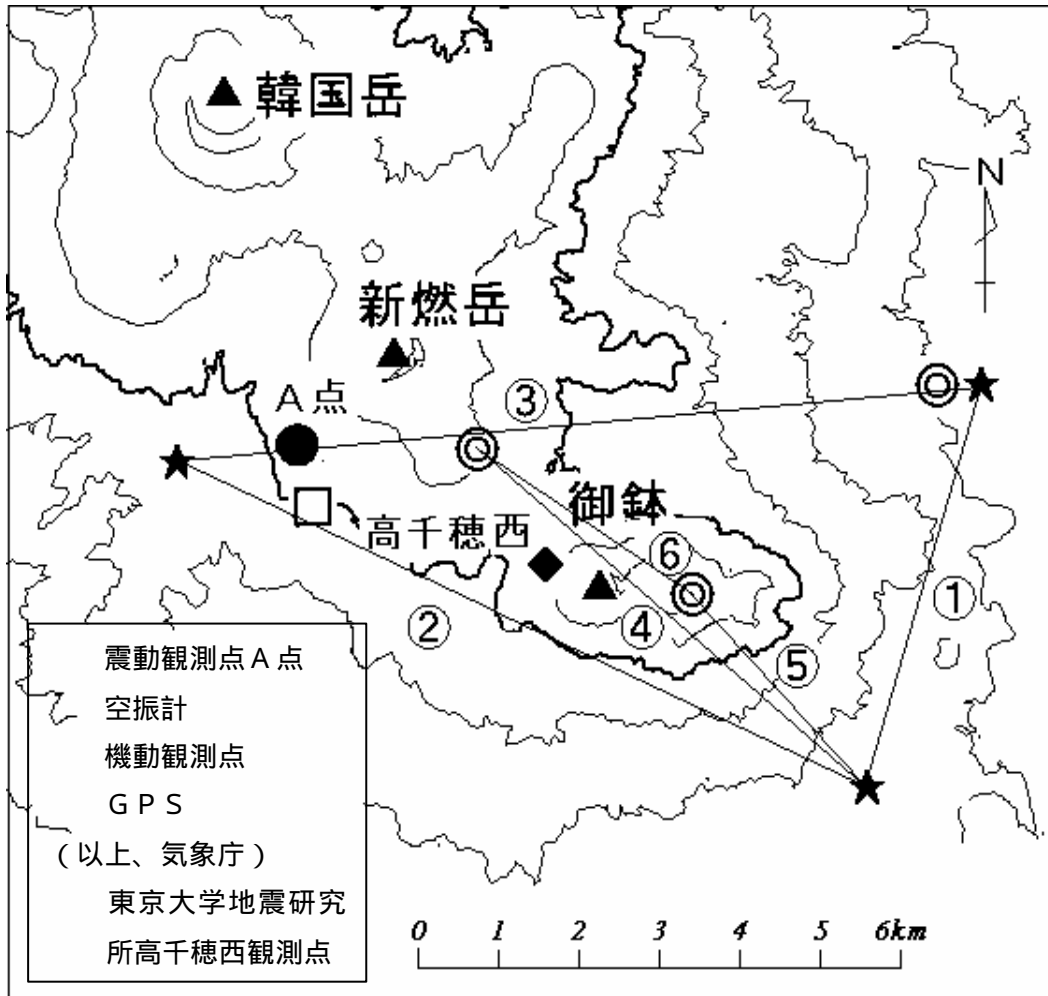 韓国岳
N
新燃岳
A点
③
御鉢
高千穂西
⑥
①
②
④
⑤
震動観測点A点
空振計
機動観測点
GPS
(以上、気象庁)
東京大学地震研究
所高千穂西観測点
0 1 2 3 4 5 6km